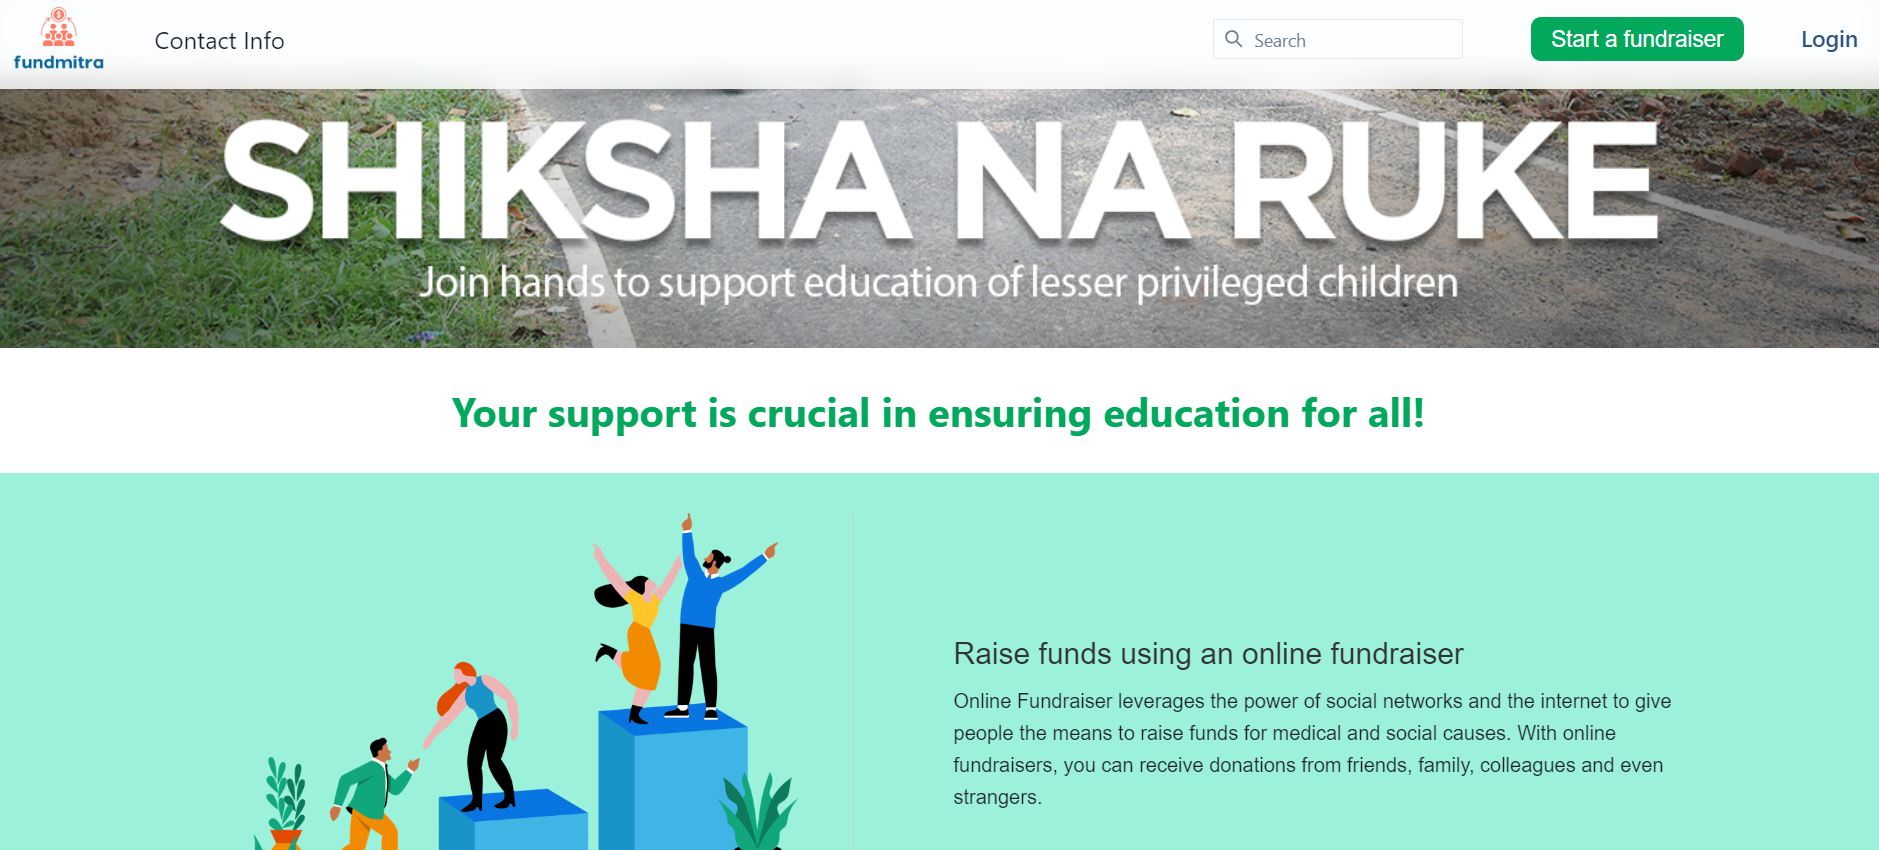 fundmitra
Contact Info
Search
Start a fundraiser
Login
SHIKSHA NA RUKE
Join hands to support education of lesser privileged children
Your support is crucial in ensuring education for all!
Raise funds using an online fundraiser
Online Fundraiser leverages the power of social networks and the internet to give
people the means to raise funds for medical and social causes. With online
fundraisers, you can receive donations from friends, family, colleagues and even
strangers.